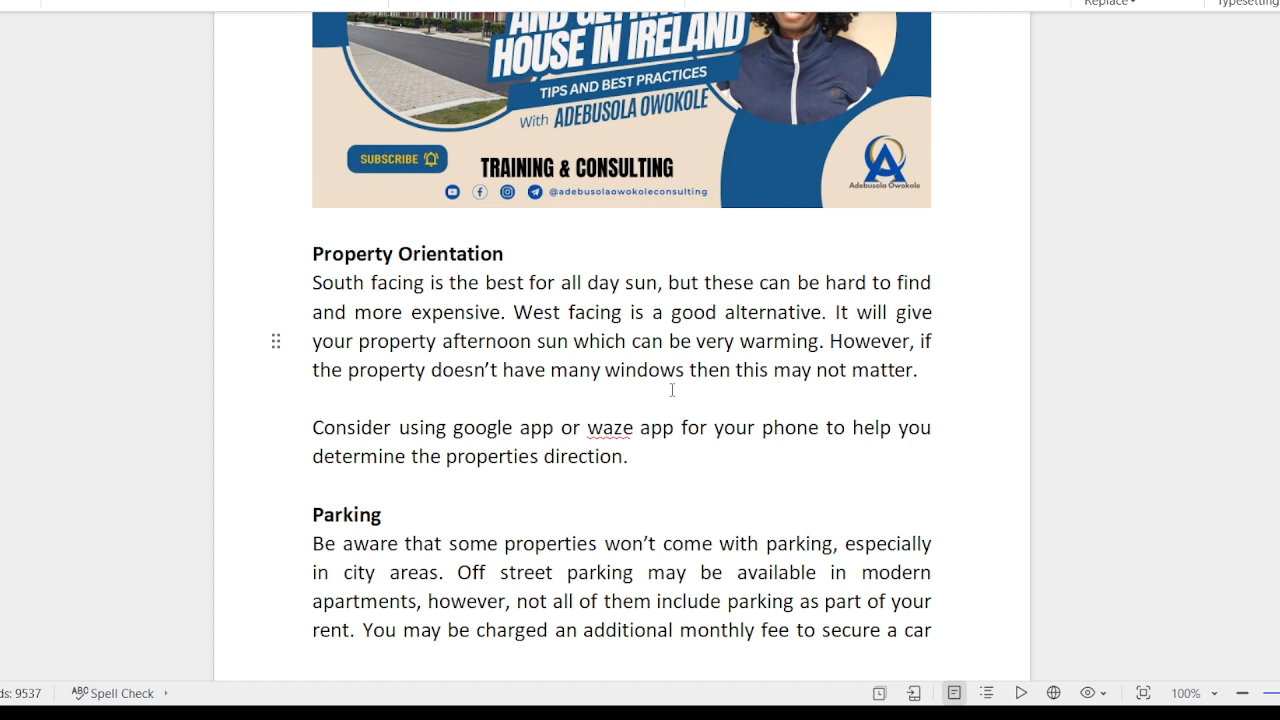 Replace
Typesetting
AND GETTING
HOUSE IN IRELAND
TIPS AND BEST PRACTICES
With ADEBUSOLA OWOKOLE
SUBSCRIBE
TRAINING & CONSULTING
@adebusolaowokoleconsulting
Adebusola Owokole
Property Orientation
South facing is the best for all day sun, but these can be hard to find
and more expensive. West facing is a good alternative. It will give
your property afternoon sun which can be very warming. However, if
the property doesn't have many windows then this may not matter.
Consider using google app or waze app for your phone to help you
determine the properties direction.
Parking
Be aware that some properties won't come with parking, especially
in city areas. Off street parking may be available in modern
apartments, however, not all of them include parking as part of your
rent. You may be charged an additional monthly fee to secure a car
ds: 9537
ABC Spell Check
100%